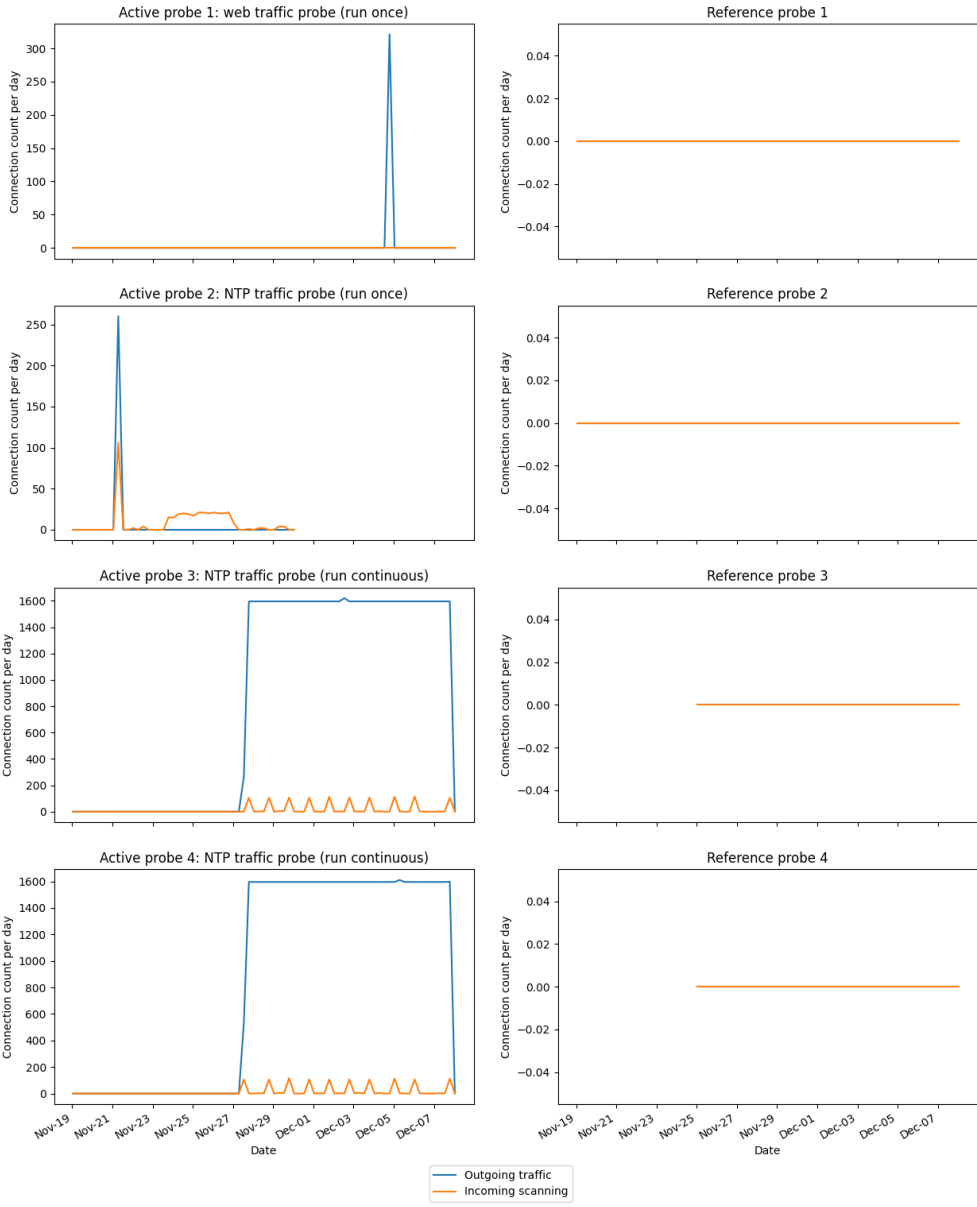 Active probe 1: web traffic probe (run once)
Reference probe 1
Connection count per day
300
250
200
150
100
50
0
Connection count per day
0.04
0.02
0.00
−0.02
−0.04
Active probe 2: NTP traffic probe (run once)
Reference probe 2
Connection count per day
250
200
150
100
50
0
Connection count per day
0.04
0.02
0.00
−0.02
−0.04
Active probe 3: NTP traffic probe (run continuous)
Reference probe 3
Connection count per day
1600
1400
1200
1000
800
600
400
200
0
Connection count per day
0.04
0.02
0.00
−0.02
−0.04
Active probe 4: NTP traffic probe (run continuous)
Reference probe 4
Connection count per day
1600
1400
1200
1000
800
600
400
200
0
Connection count per day
0.04
0.02
0.00
−0.02
−0.04
Nov-19 Nov-21 Nov-23 Nov-25 Nov-27 Nov-29 Dec-01 Dec-03 Dec-05 Dec-07
Date
Nov-19 Nov-21 Nov-23 Nov-25 Nov-27 Nov-29 Dec-01 Dec-03 Dec-05 Dec-07
Date
Outgoing traffic
Incoming scanning